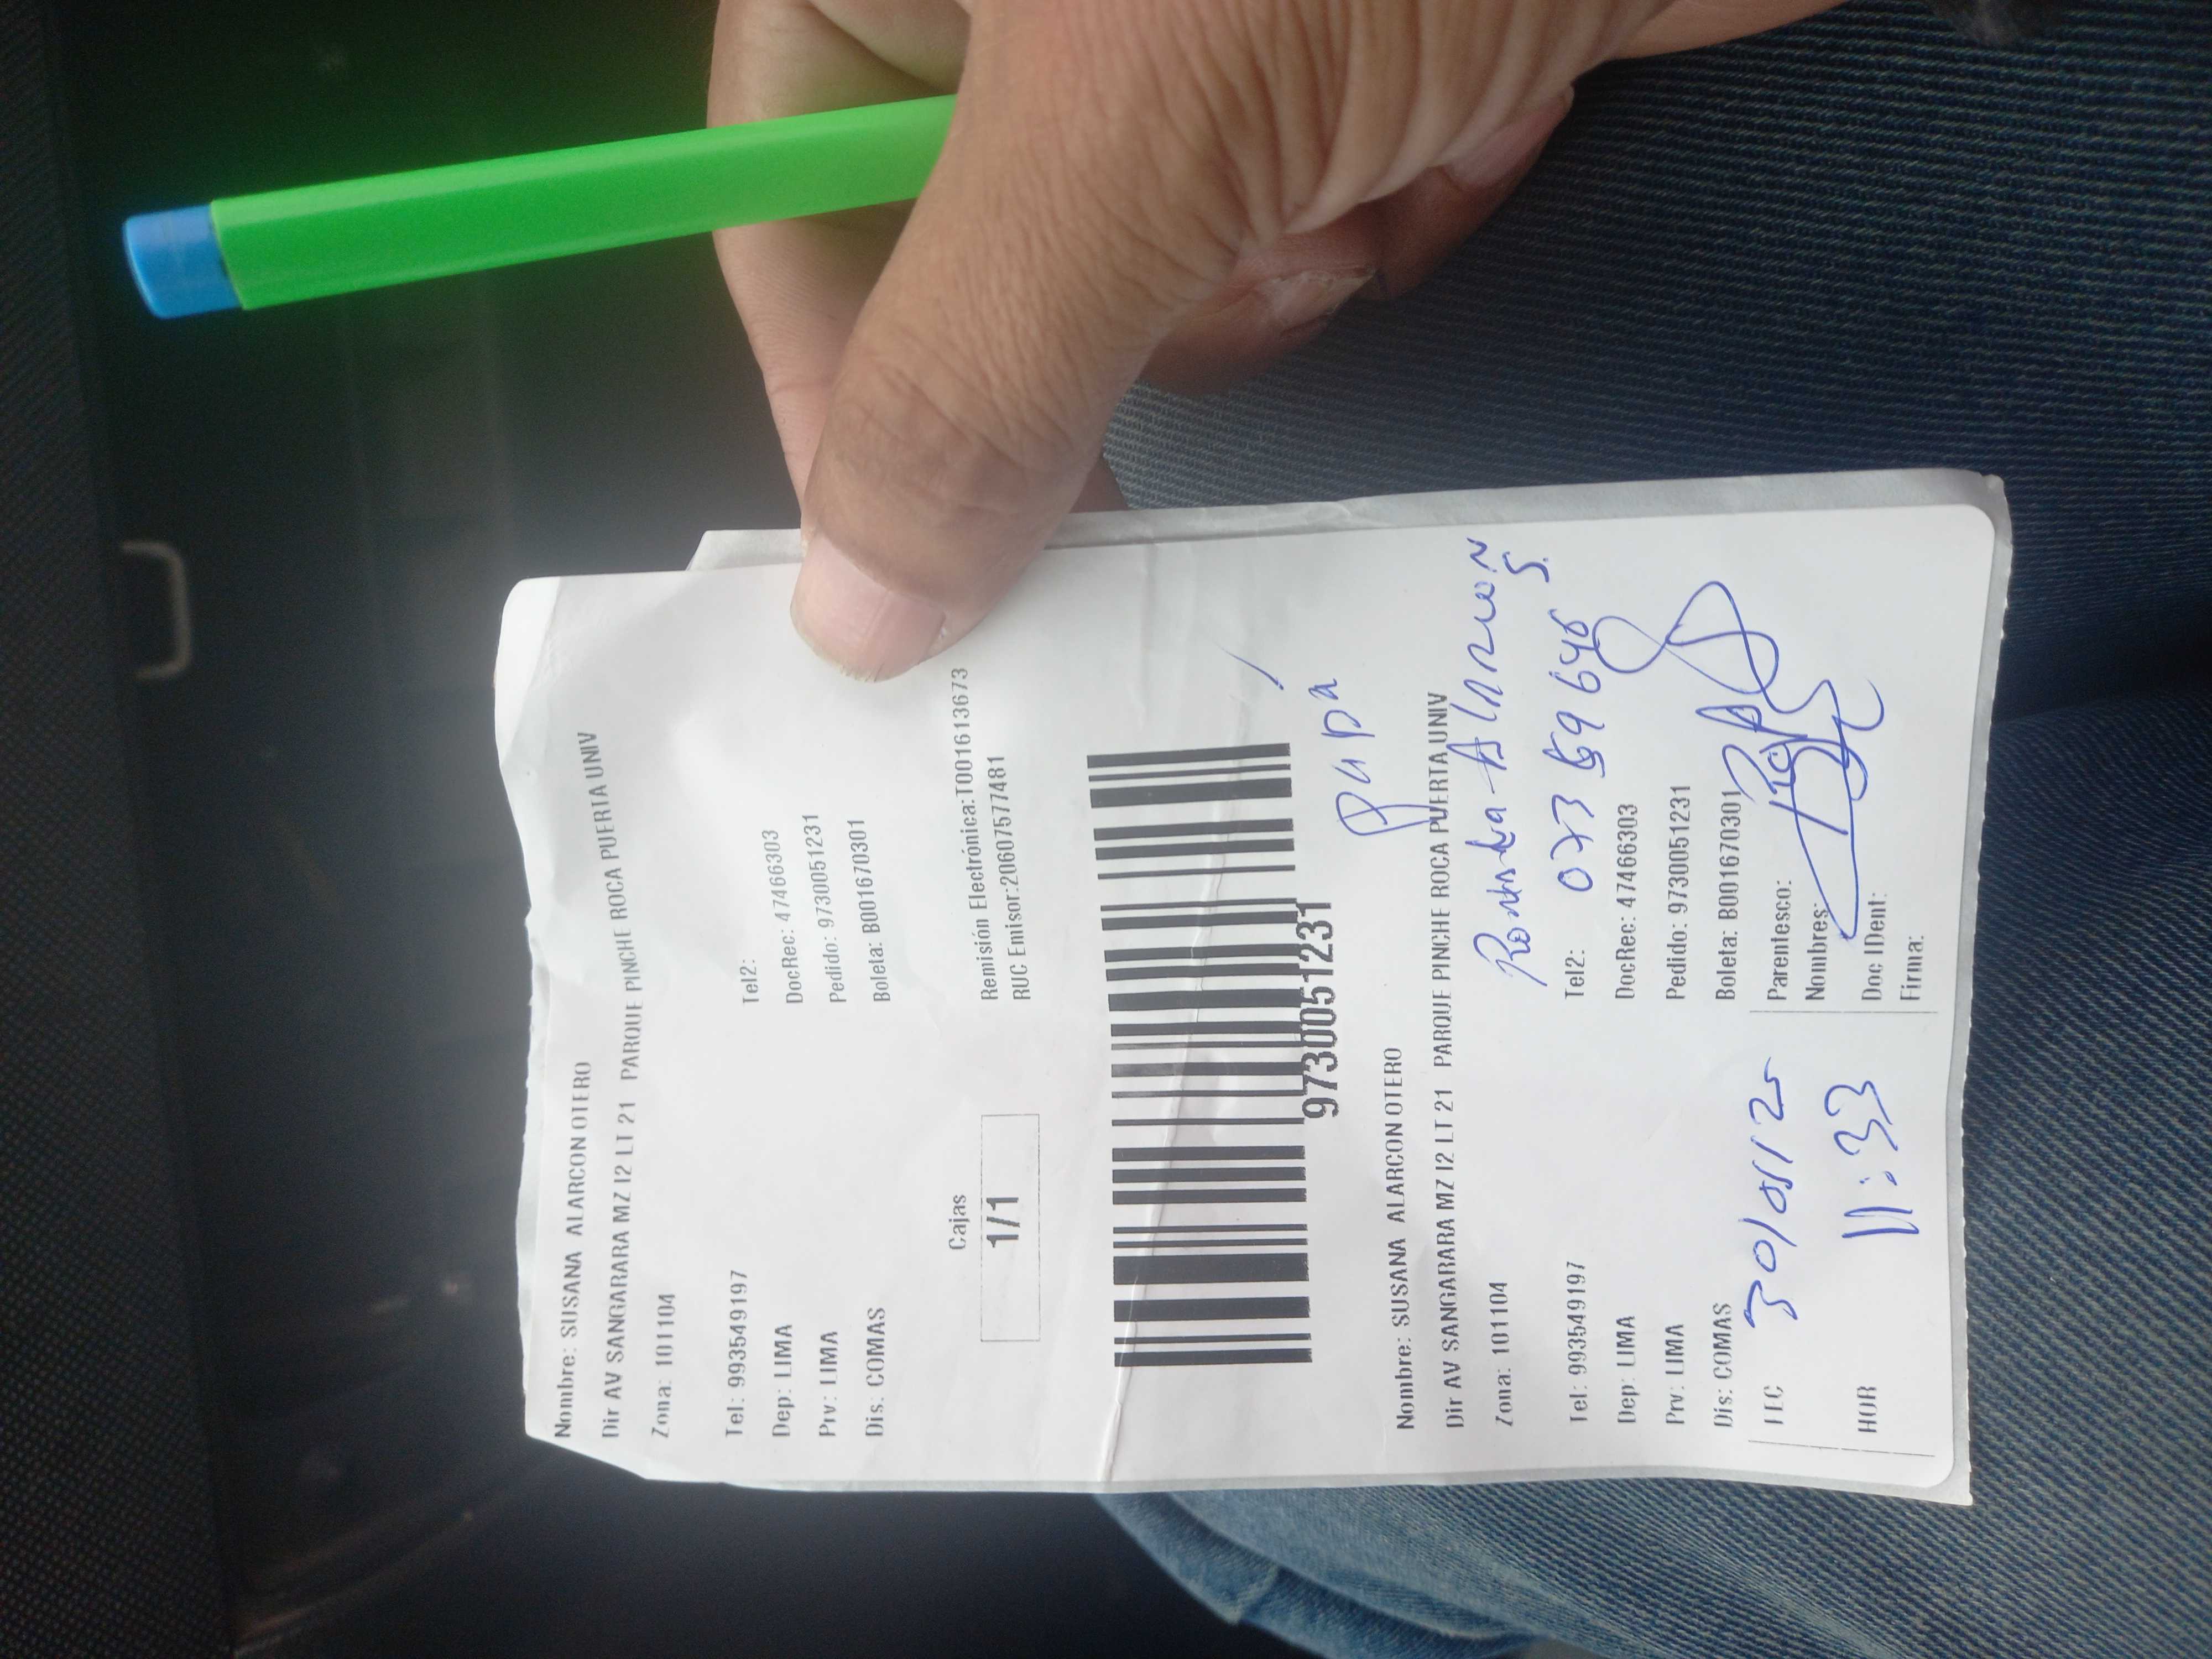 Nombre: SUSANA ALARCON OTERO
Dir AV SANGARARA MZ I2 LT 21 PARQUE PINCHE ROCA PUERTA UNIV
Zona: 101104
Tel: 993549197 Tel2:
Dep: LIMA DocRec: 47466303
Prv: LIMA Pedido: 9730051231
Dis: COMAS Boleta: B001670301
Cajas Remisión Electrónica:T001613673
1/1 RUC Emisor:20607577481
9730051231
papá
Nombre: SUSANA ALARCON OTERO
Dir AV SANGARARA MZ I2 LT 21 PARQUE PINCHE ROCA PUERTA UNIV
Zona: 101104
Alarcon S.
Tel: 993549197 Tel2:
Dep: LIMA DocRec: 47466303
Prv: LIMA Pedido: 9730051231
Dis: COMAS Boleta: B001670301
FEC 30/05/25 Parentesco:
Nombres:
HOR 11:33 Doc IDent:
Firma: